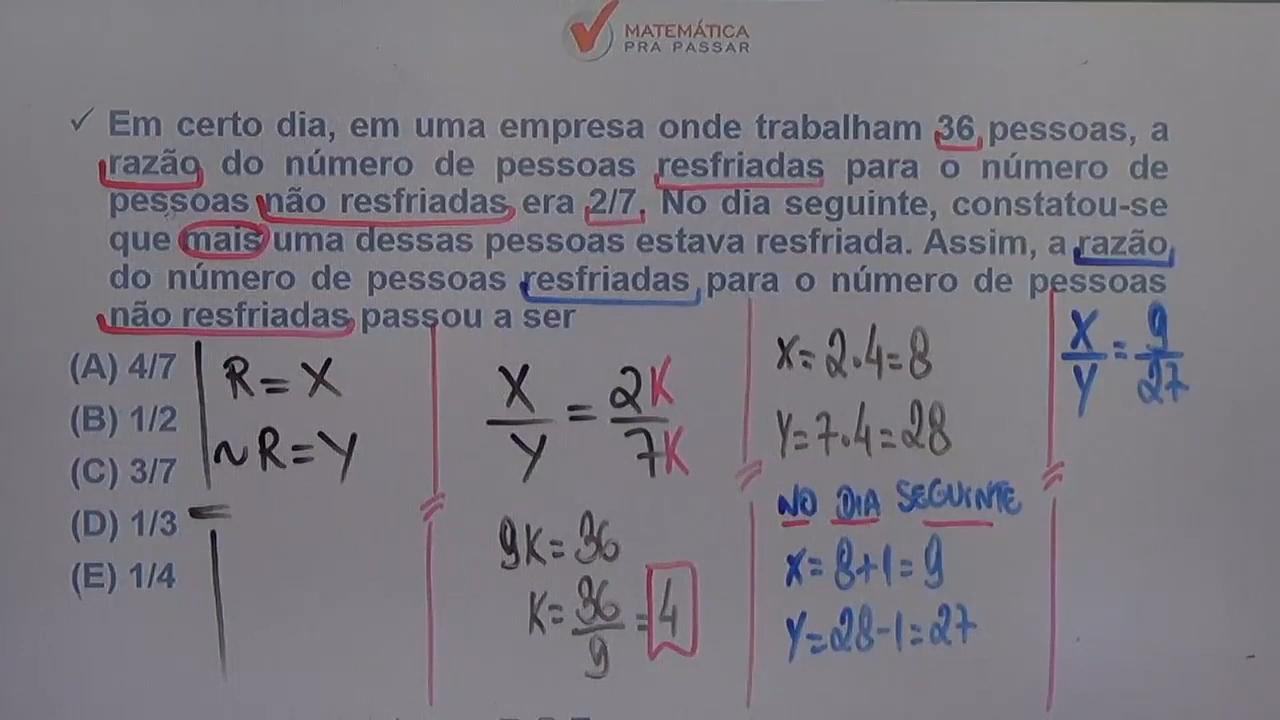 MATEMÁTICA
PRA PASSAR
✓ Em certo dia, em uma empresa onde trabalham 36 pessoas, a
razão do número de pessoas resfriadas para o número de
pessoas não resfriadas era 2/7. No dia seguinte, constatou-se
que mais uma dessas pessoas estava resfriada. Assim, a razão
do número de pessoas resfriadas para o número de pessoas
não resfriadas passou a ser
(A) 4/7
(B) 1/2
(C) 3/7
(D) 1/3
(E) 1/4
R = X
~R = Y
X/Y = 2K/7K
9K = 36
K = 36/9 = 4
X = 2.4 = 8
Y = 7.4 = 28
NO DIA SEGUINTE
X = 8+1 = 9
Y = 28-1 = 27
X/Y = 9/27